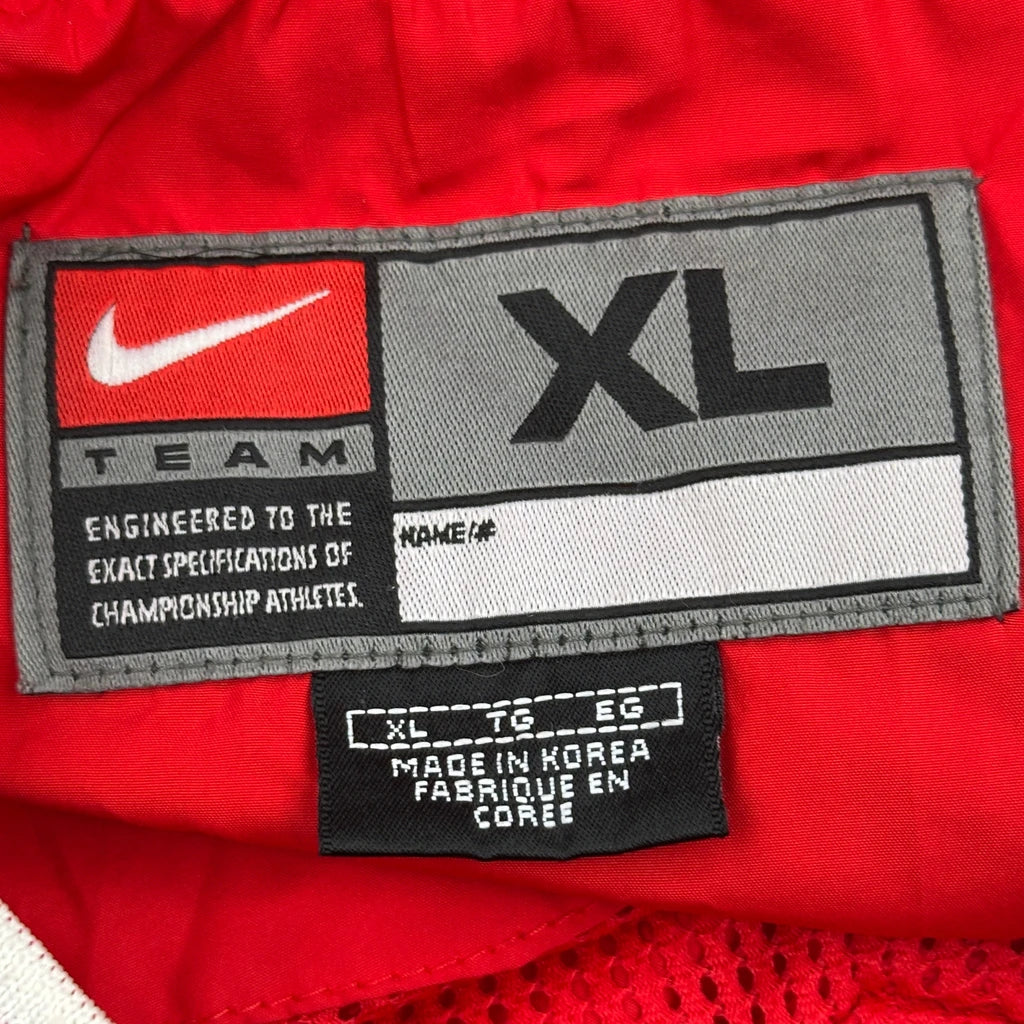 TEAM
ENGINEERED TO THE
EXACT SPECIFICATIONS OF
CHAMPIONSHIP ATHLETES.
XL
NAME/#
XL TG EG
MADE IN KOREA
FABRIQUE EN
COREE